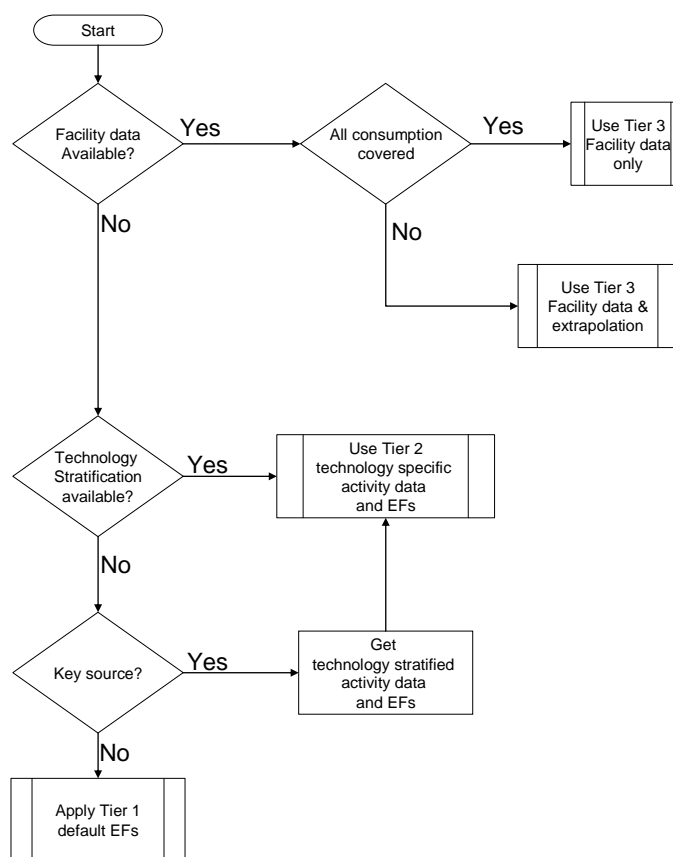 Start
Facility data
Available?
Yes
All consumption
covered
Yes
Use Tier 3
Facility data
only
No
No
Use Tier 3
Facility data &
extrapolation
Technology
Stratification
available?
Yes
Use Tier 2
technology specific
activity data
and EFs
No
Key source?
Yes
Get
technology stratified
activity data
and EFs
No
Apply Tier 1
default EFs